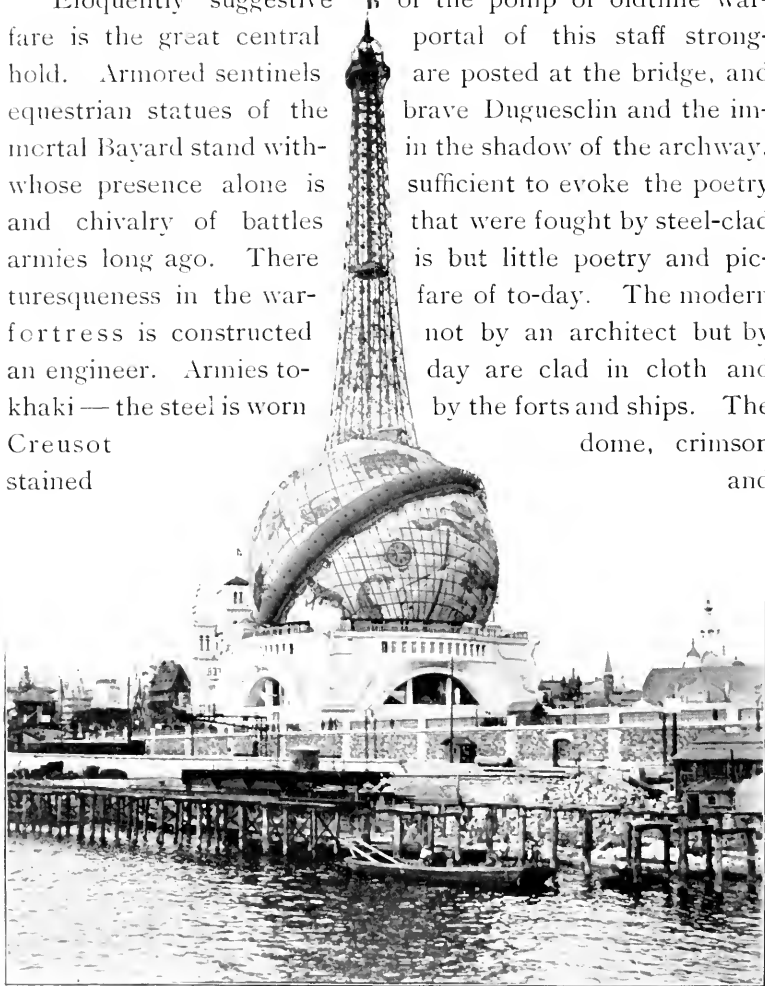 Eloquently suggestive of the pomp of oldtime war-
fare is the great central portal of this staff strong-
hold. Armored sentinels are posted at the bridge, and
equestrian statues of the brave Duguesclin and the im-
mortal Bayard stand with- in the shadow of the archway,
whose presence alone is sufficient to evoke the poetry
and chivalry of battles that were fought by steel-clad
armies long ago. There is but little poetry and pic-
turesqueness in the war- fare of to-day. The modern
fortress is constructed not by an architect but by
an engineer. Armies to- day are clad in cloth and
khaki — the steel is worn by the forts and ships. The
Creusot dome, crimson
stained and